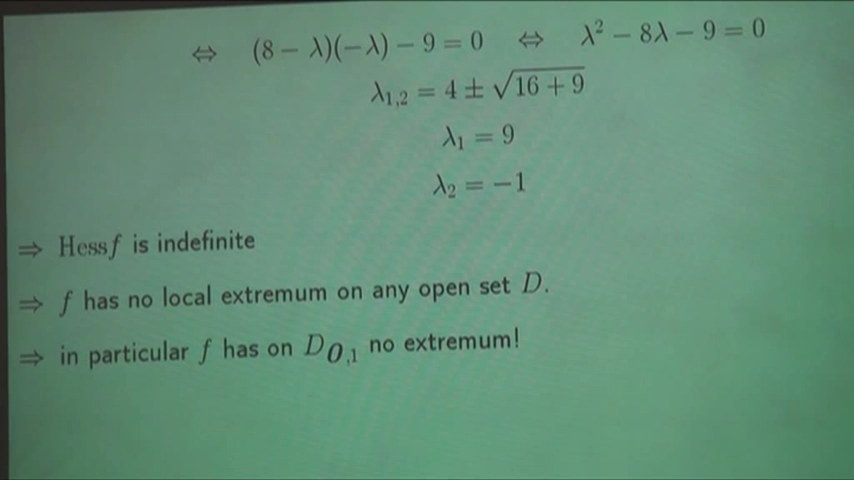 ⇔ (8 − λ)(−λ) − 9 = 0 ⇔ λ² − 8λ − 9 = 0
λ₁,₂ = 4 ± √(16 + 9)
λ₁ = 9
λ₂ = −1
⇒ Hess f is indefinite
⇒ f has no local extremum on any open set D.
⇒ in particular f has on D₀,₁ no extremum!